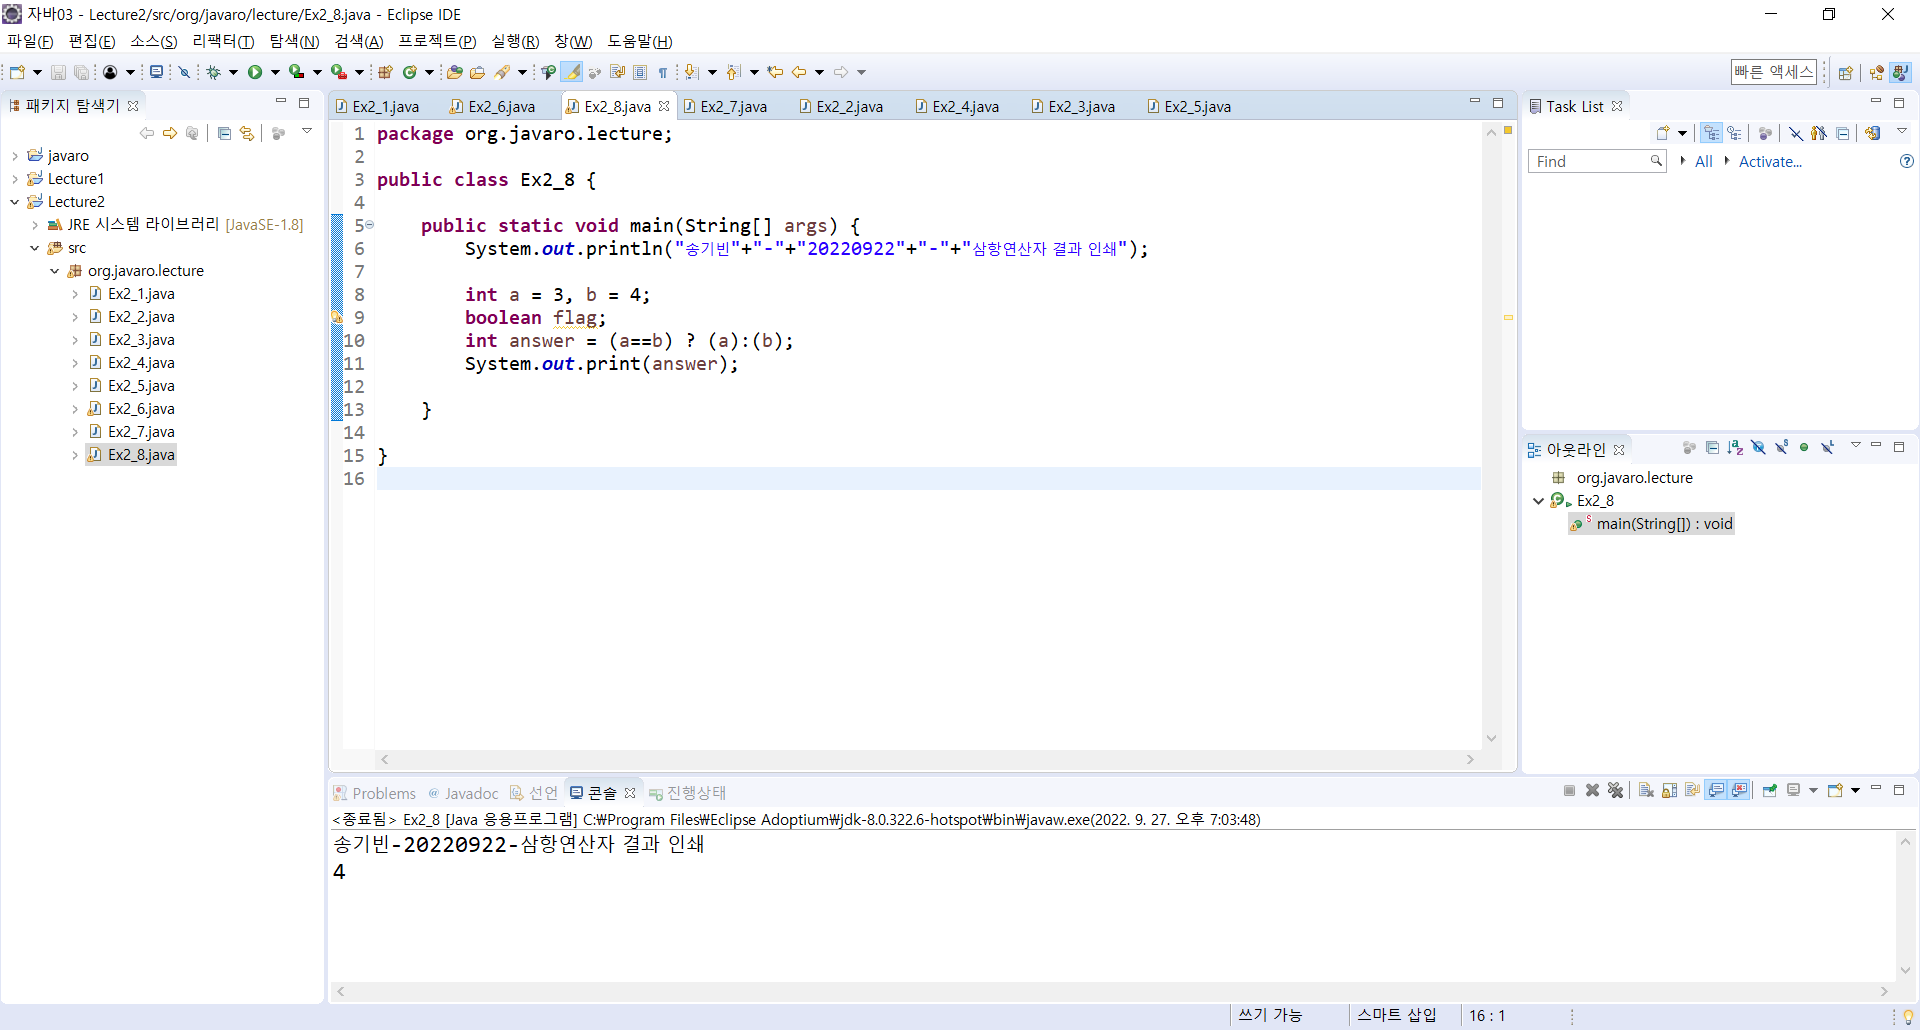 자바03 - Lecture2/src/org/javaro/lecture/Ex2_8.java - Eclipse IDE
파일(F) 편집(E) 소스(S) 리팩터(T) 탐색(N) 검색(A) 프로젝트(P) 실행(R) 창(W) 도움말(H)
빠른 액세스
패키지 탐색기
javaro
Lecture1
Lecture2
JRE 시스템 라이브러리 [JavaSE-1.8]
src
org.javaro.lecture
Ex2_1.java
Ex2_2.java
Ex2_3.java
Ex2_4.java
Ex2_5.java
Ex2_6.java
Ex2_7.java
Ex2_8.java
Ex2_1.java Ex2_6.java Ex2_8.java Ex2_7.java Ex2_2.java Ex2_4.java Ex2_3.java Ex2_5.java
1 package org.javaro.lecture;
2
3 public class Ex2_8 {
4
5 public static void main(String[] args) {
6 System.out.println("송기빈"+"-"+"20220922"+"-"+"삼항연산자 결과 인쇄");
7
8 int a = 3, b = 4;
9 boolean flag;
10 int answer = (a==b) ? (a):(b);
11 System.out.print(answer);
12
13 }
14
15 }
16
Task List
Find All Activate...
아웃라인
org.javaro.lecture
Ex2_8
main(String[]) : void
Problems @ Javadoc 선언 콘솔 진행상태
<종료됨> Ex2_8 [Java 응용프로그램] C:₩Program Files₩Eclipse Adoptium₩jdk-8.0.322.6-hotspot₩bin₩javaw.exe(2022. 9. 27. 오후 7:03:48)
송기빈-20220922-삼항연산자 결과 인쇄
4
쓰기 가능 스마트 삽입 16 : 1